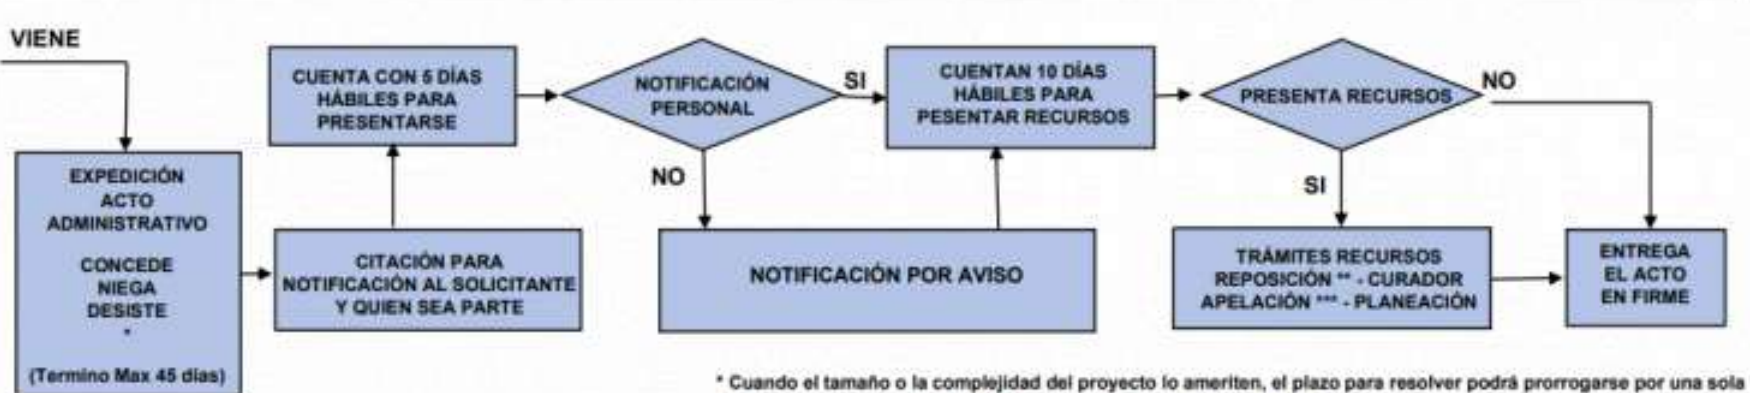 VIENE
EXPEDICIÓN
ACTO
ADMINISTRATIVO
CONCEDE
NIEGA
DESISTE
*
(Termino Max 45 días)
CITACIÓN PARA
NOTIFICACIÓN AL SOLICITANTE
Y QUIEN SEA PARTE
CUENTA CON 5 DÍAS
HÁBILES PARA
PRESENTARSE
NOTIFICACIÓN
PERSONAL
SI
NO
NOTIFICACIÓN POR AVISO
CUENTAN 10 DÍAS
HÁBILES PARA
PESENTAR RECURSOS
PRESENTA RECURSOS
NO
SI
TRÁMITES RECURSOS
REPOSICIÓN ** - CURADOR
APELACIÓN *** - PLANEACIÓN
ENTREGA
EL ACTO
EN FIRME
* Cuando el tamaño o la complejidad del proyecto lo ameriten, el plazo para resolver podrá prorrogarse por una sola